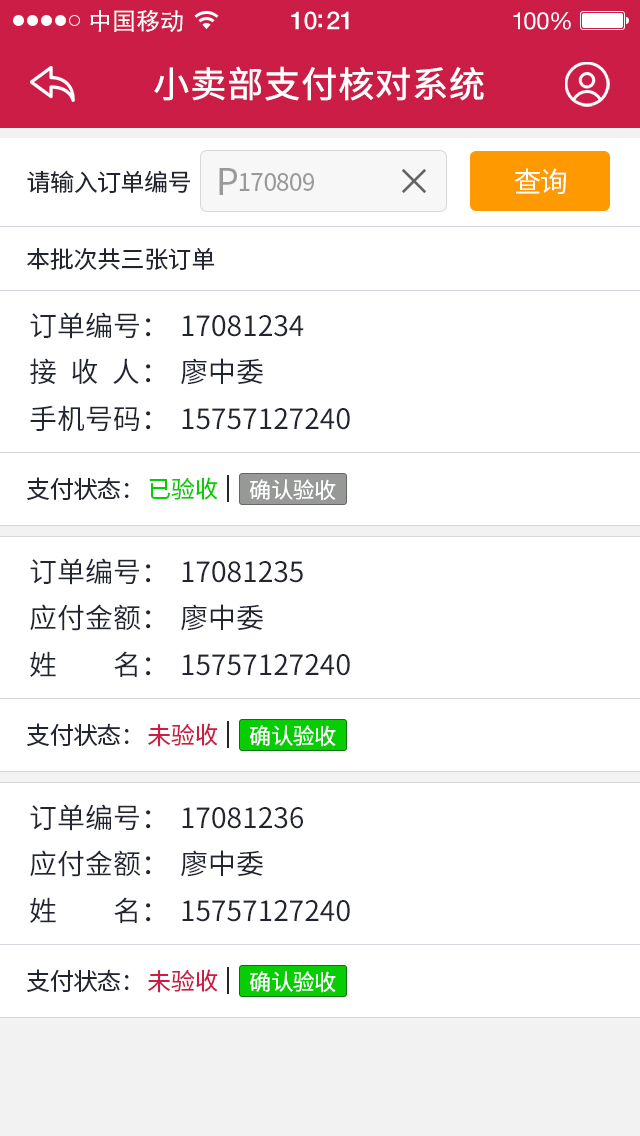 中国移动 10:21 100%
小卖部支付核对系统
请输入订单编号 P170809 查询
本批次共三张订单
订单编号： 17081234
接收人： 廖中委
手机号码： 15757127240
支付状态： 已验收 | 确认验收
订单编号： 17081235
应付金额： 廖中委
姓名： 15757127240
支付状态： 未验收 | 确认验收
订单编号： 17081236
应付金额： 廖中委
姓名： 15757127240
支付状态： 未验收 | 确认验收